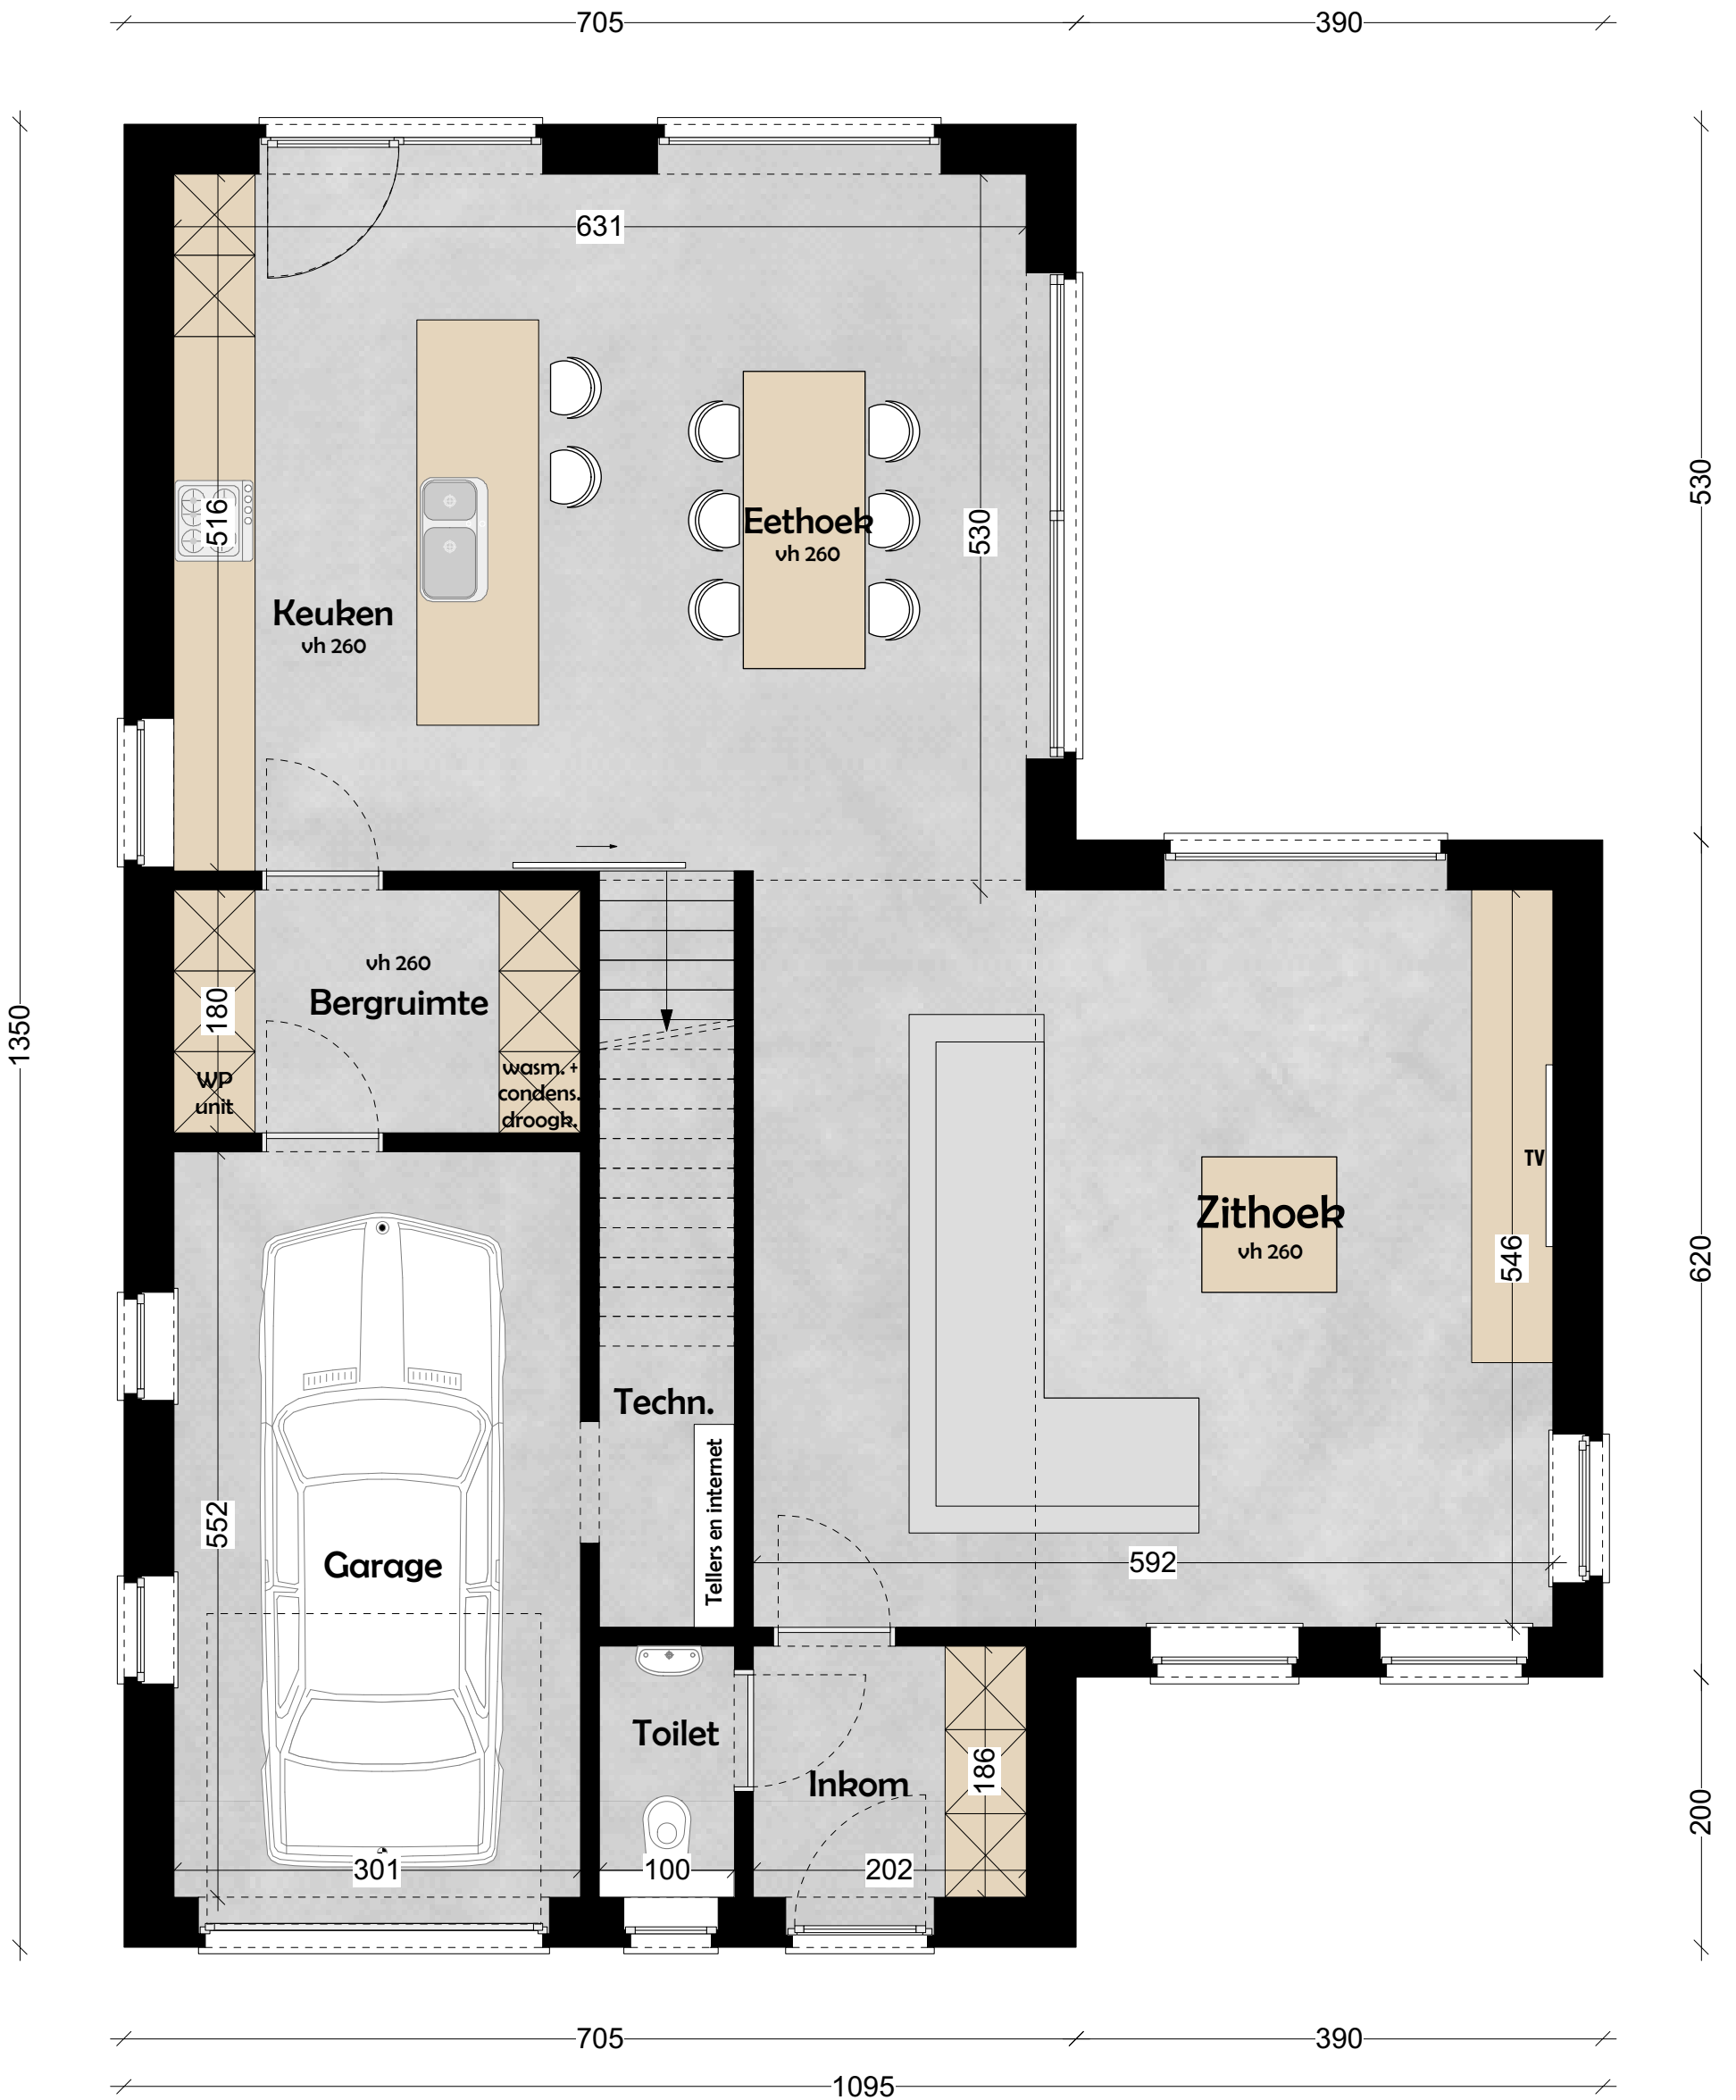 705
390
631
516
530
530
Eethoek
vh 260
Keuken
vh 260
vh 260
Bergruimte
180
WP
unit
wasm. +
condens.
droogk.
1350
TV
Zithoek
vh 260
546
620
Techn.
Tellers en internet
552
Garage
592
Toilet
Inkom
186
200
301
100
202
705
390
1095